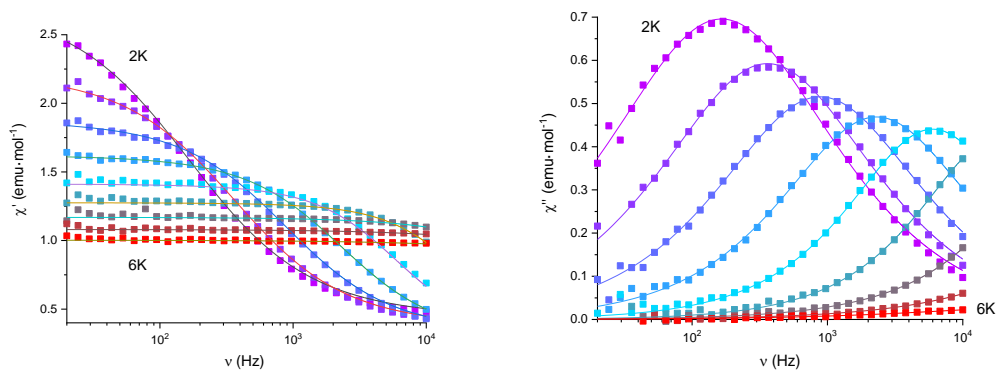 2.5
2.0
1.5
1.0
0.5
χ' (emu·mol⁻¹)
2K
6K
10²
10³
10⁴
ν (Hz)
0.7
0.6
0.5
0.4
0.3
0.2
0.1
0.0
χ'' (emu·mol⁻¹)
2K
6K
10²
10³
10⁴
ν (Hz)